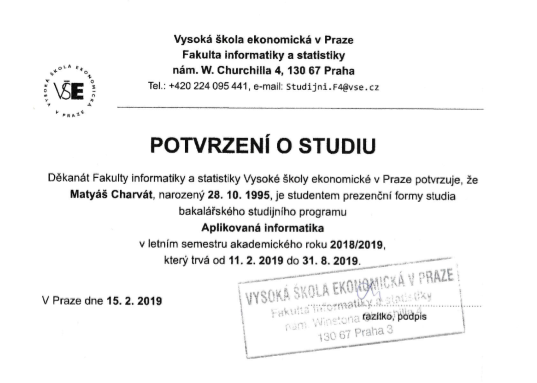 Vysoká škola ekonomická v Praze
Fakulta informatiky a statistiky
nám. W. Churchilla 4, 130 67 Praha
Tel.: +420 224 095 441, e-mail: Studijni.F4@vse.cz
VYSOKÁ ŠKOLA EKONOMICKÁ
V PRAZE
VŠE
POTVRZENÍ O STUDIU
Děkanát Fakulty informatiky a statistiky Vysoké školy ekonomické v Praze potvrzuje, že
Matyáš Charvát, narozený 28. 10. 1995, je studentem prezenční formy studia
bakalářského studijního programu
Aplikovaná informatika
v letním semestru akademického roku 2018/2019,
který trvá od 11. 2. 2019 do 31. 8. 2019.
V Praze dne 15. 2. 2019
VYSOKÁ ŠKOLA EKONOMICKÁ V PRAZE
Fakulta informatiky a statistiky
nám. Winstona Churchilla 4
130 67 Praha 3
razítko, podpis